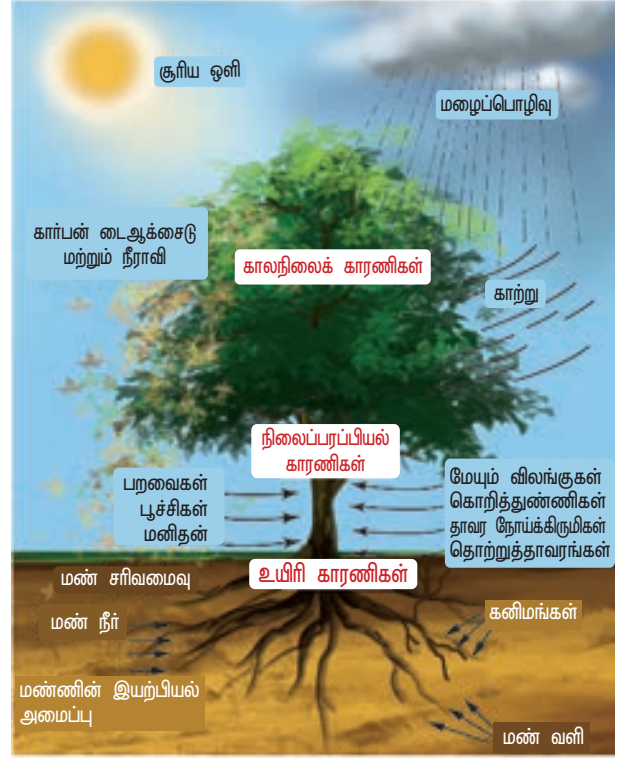 சூரிய ஒளி
மழைப்பொழிவு
கார்பன் டைஆக்சைடு
மற்றும் நீராவி
காலநிலைக் காரணிகள்
காற்று
நிலைப்பரப்பியல்
காரணிகள்
பறவைகள்
பூச்சிகள்
மனிதன்
மேயும் விலங்குகள்
கொறித்துண்ணிகள்
தாவர நோய்க்கிருமிகள்
தொற்றுத்தாவரங்கள்
உயிரி காரணிகள்
மண் சரிவமைவு
மண் நீர்
கனிமங்கள்
மண்ணின் இயற்பியல்
அமைப்பு
மண் வளி